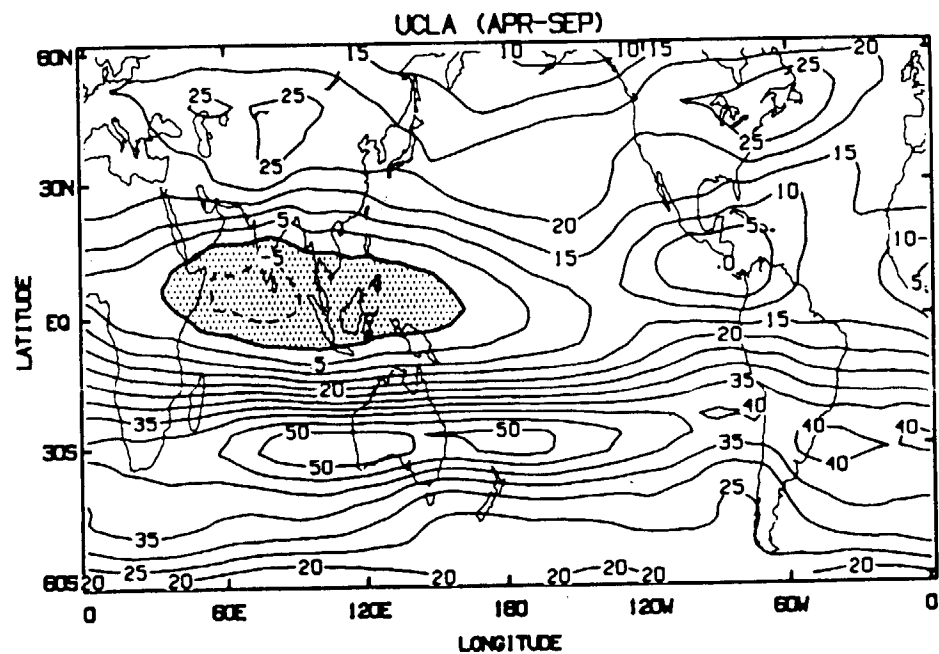 UCLA (APR-SEP)
60N 15 10 10 15 20
25 25 25
25 25
15
30N 20 10
5 15 5.
-5 .0 10
5.
EQ 15
5 20
20 35
35 40
50 50 40 40
30S 50 35 40
25
35
60S 20 25 20 20 20 20 20
0 60E 120E 180 120W 60W 0
LONGITUDE
LATITUDE